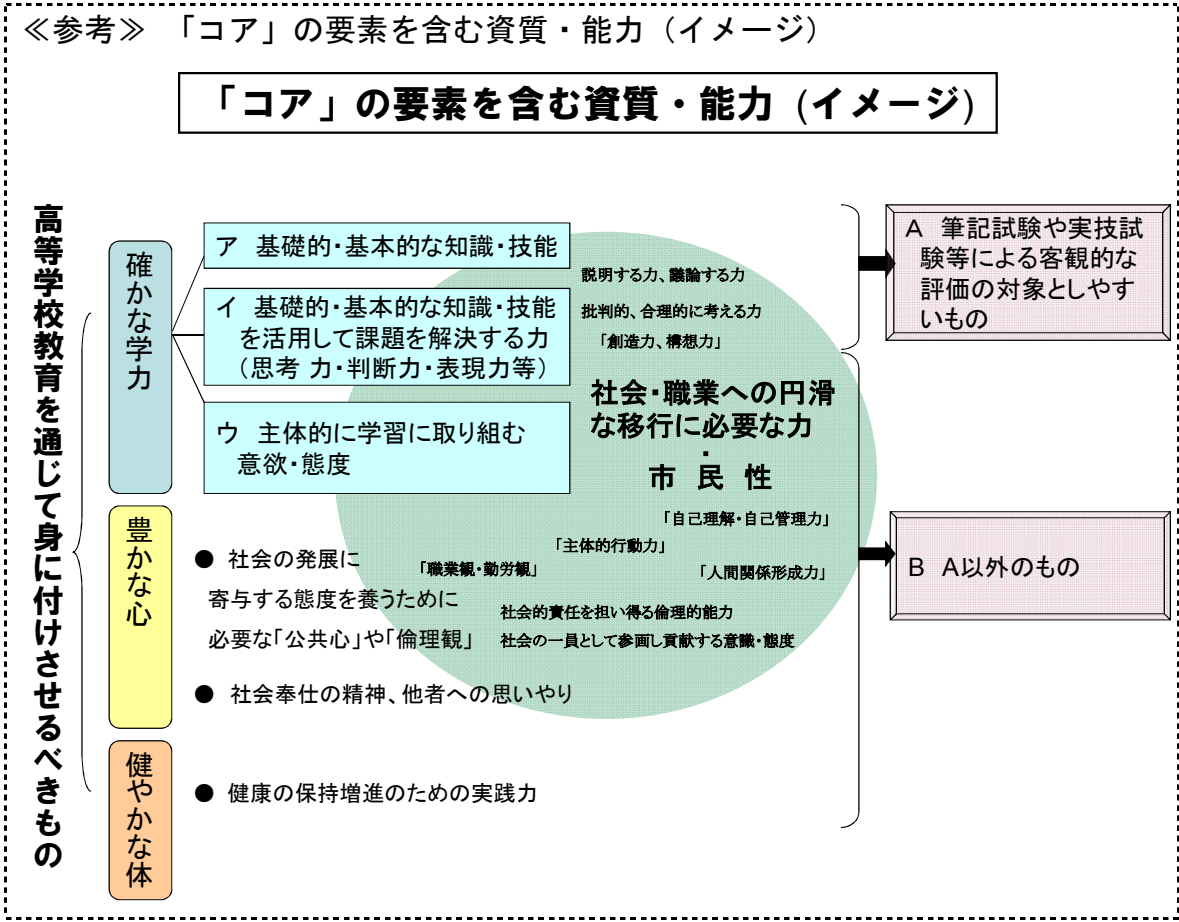 ≪参考≫ 「コア」の要素を含む資質・能力（イメージ）
「コア」の要素を含む資質・能力 (イメージ)
高等学校教育を通じて身に付けさせるべきもの
確かな学力
ア 基礎的・基本的な知識・技能
イ 基礎的・基本的な知識・技能
を活用して課題を解決する力
（思考 力・判断力・表現力等）
ウ 主体的に学習に取り組む
意欲・態度
説明する力、議論する力
批判的、合理的に考える力
「創造力、構想力」
社会・職業への円滑
な移行に必要な力
・
市 民 性
「自己理解・自己管理力」
「主体的行動力」
「職業観・勤労観」
「人間関係形成力」
社会的責任を担い得る倫理的能力
社会の一員として参画し貢献する意識・態度
豊かな心
● 社会の発展に
寄与する態度を養うために
必要な「公共心」や「倫理観」
● 社会奉仕の精神、他者への思いやり
健やかな体
● 健康の保持増進のための実践力
A 筆記試験や実技試
験等による客観的な
評価の対象としやす
いもの
B A以外のもの